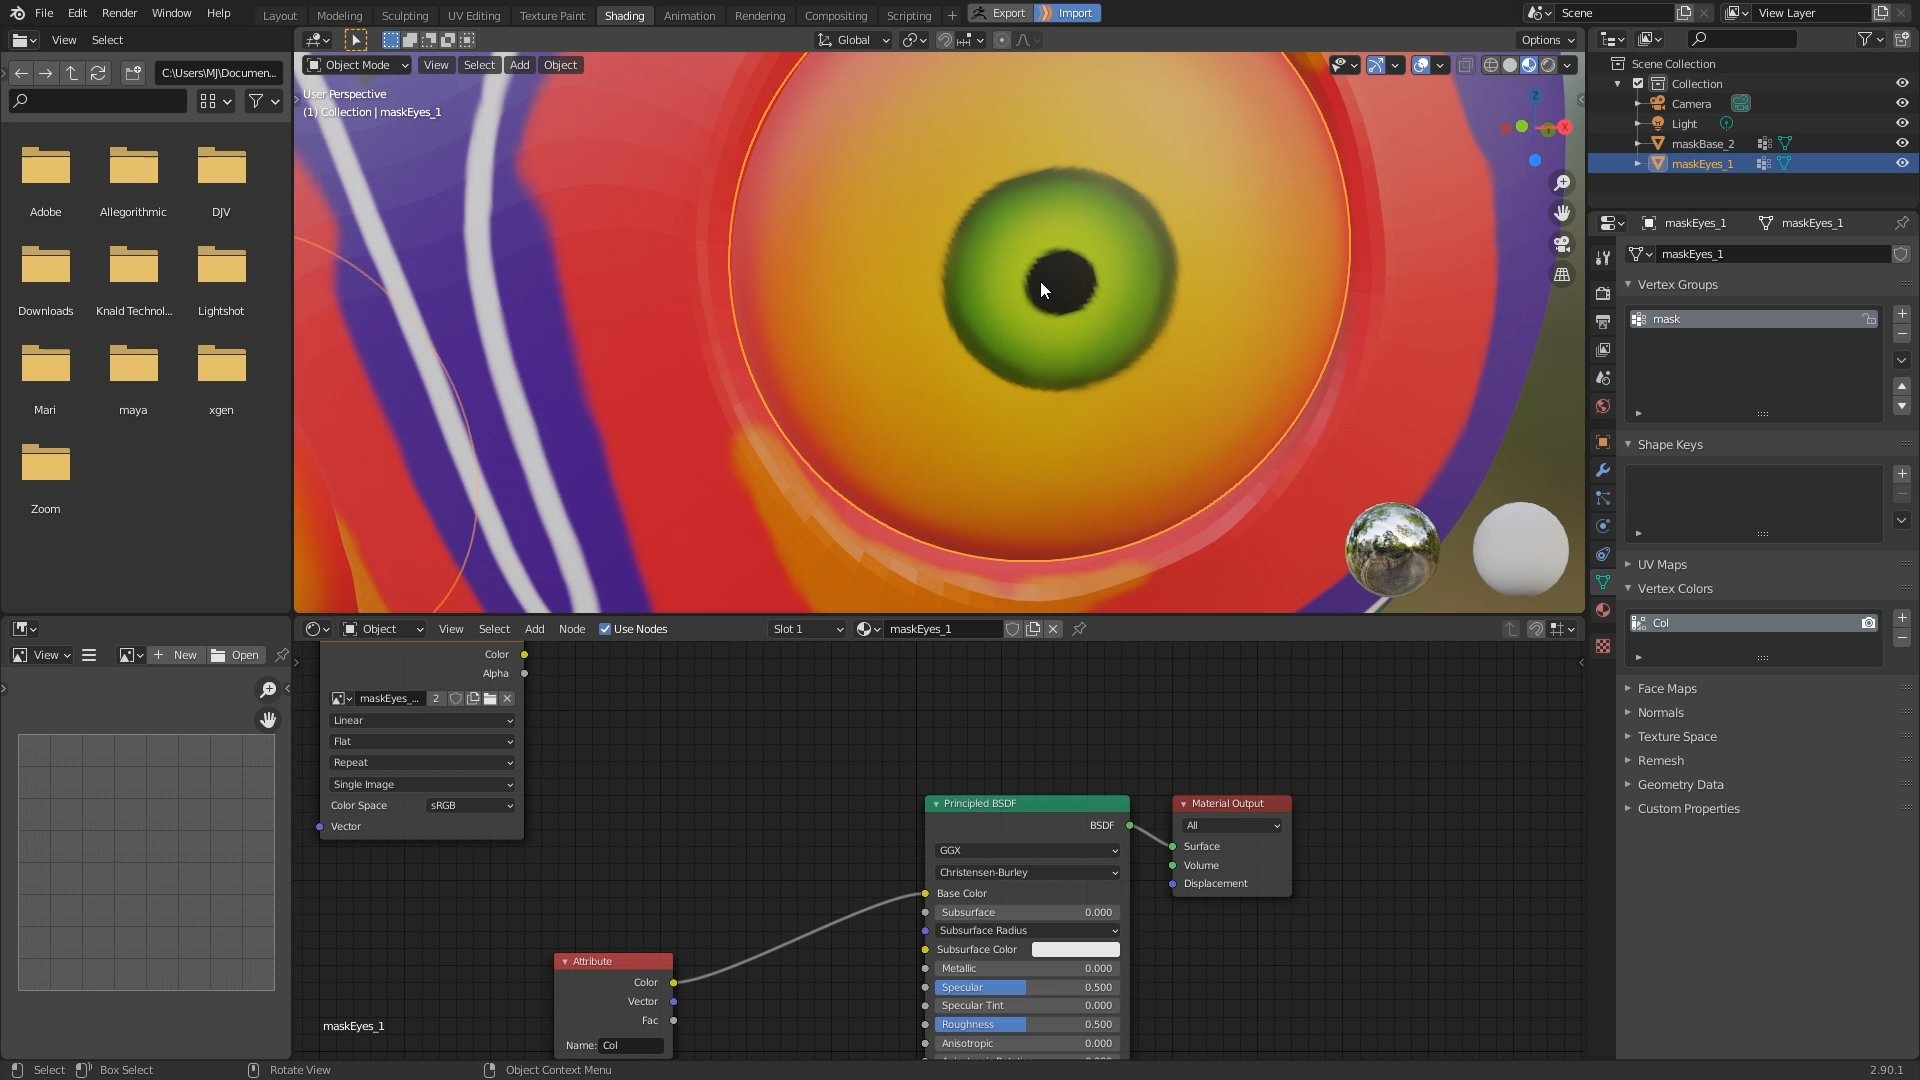 File Edit Render Window Help Layout Modeling Sculpting UV Editing Texture Paint Shading Animation Rendering Compositing Scripting + Export Import Scene View Layer
View Select Global Options
C:\Users\MJ\Documen... Object Mode View Select Add Object
User Perspective
(1) Collection | maskEyes_1
Adobe Allegorithmic DJV
Downloads Knald Technol... Lightshot
Mari maya xgen
Zoom
Z
Y
X
Scene Collection
Collection
Camera
Light
maskBase_2
maskEyes_1
maskEyes_1 maskEyes_1
maskEyes_1
Vertex Groups
mask
Shape Keys
UV Maps
Vertex Colors
Col
Face Maps
Normals
Texture Space
Remesh
Geometry Data
Custom Properties
View New Open
Object View Select Add Node Use Nodes Slot 1 maskEyes_1
Color
Alpha
maskEyes_... 2
Linear
Flat
Repeat
Single Image
Color Space sRGB
Vector
Attribute
Color
Vector
Fac
Name: Col
Principled BSDF
BSDF
GGX
Christensen-Burley
Base Color
Subsurface 0.000
Subsurface Radius
Subsurface Color
Metallic 0.000
Specular 0.500
Specular Tint 0.000
Roughness 0.500
Anisotropic 0.000
Material Output
All
Surface
Volume
Displacement
maskEyes_1
Select Box Select Rotate View Object Context Menu 2.90.1